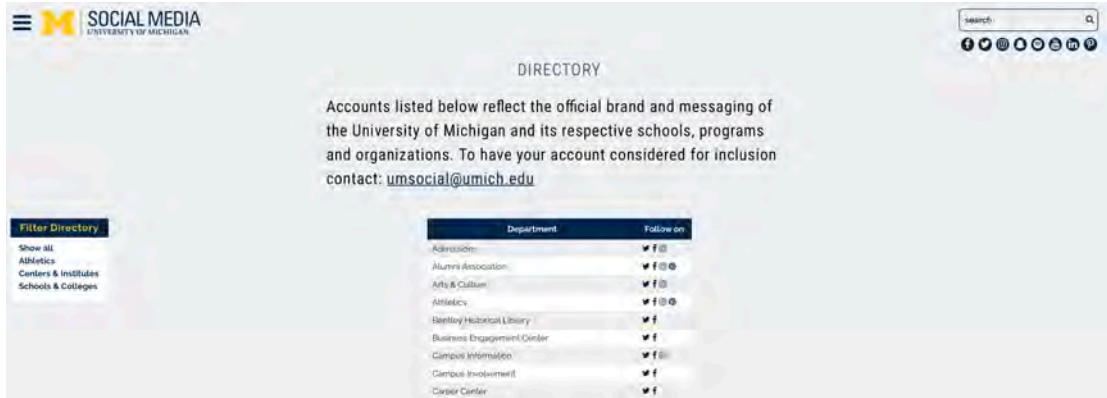 SOCIAL MEDIA
UNIVERSITY OF MICHIGAN
search
DIRECTORY
Accounts listed below reflect the official brand and messaging of
the University of Michigan and its respective schools, programs
and organizations. To have your account considered for inclusion
contact: umsocial@umich.edu
Filter Directory
Show all
Athletics
Centers & Institutes
Schools & Colleges
Department Follow on
Admissions
Alumni Association
Arts & Culture
Athletics
Bentley Historical Library
Business Engagement Center
Campus Information
Campus Involvement
Career Center